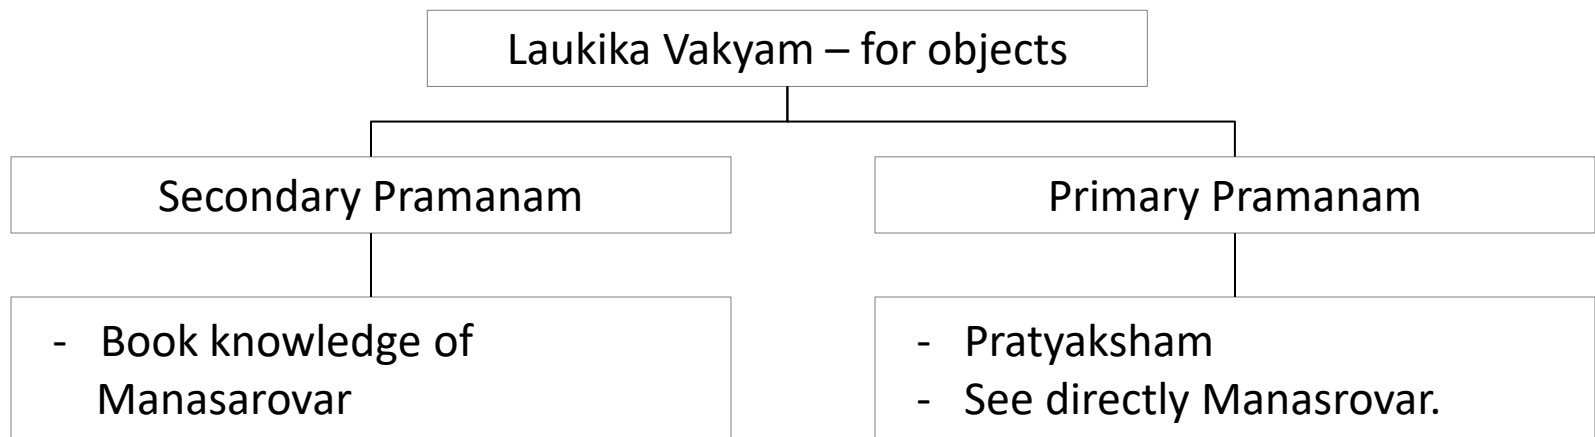 Laukika Vakyam – for objects
Secondary Pramanam
Primary Pramanam
- Book knowledge of
Manasarovar
- Pratyaksham
- See directly Manasrovar.